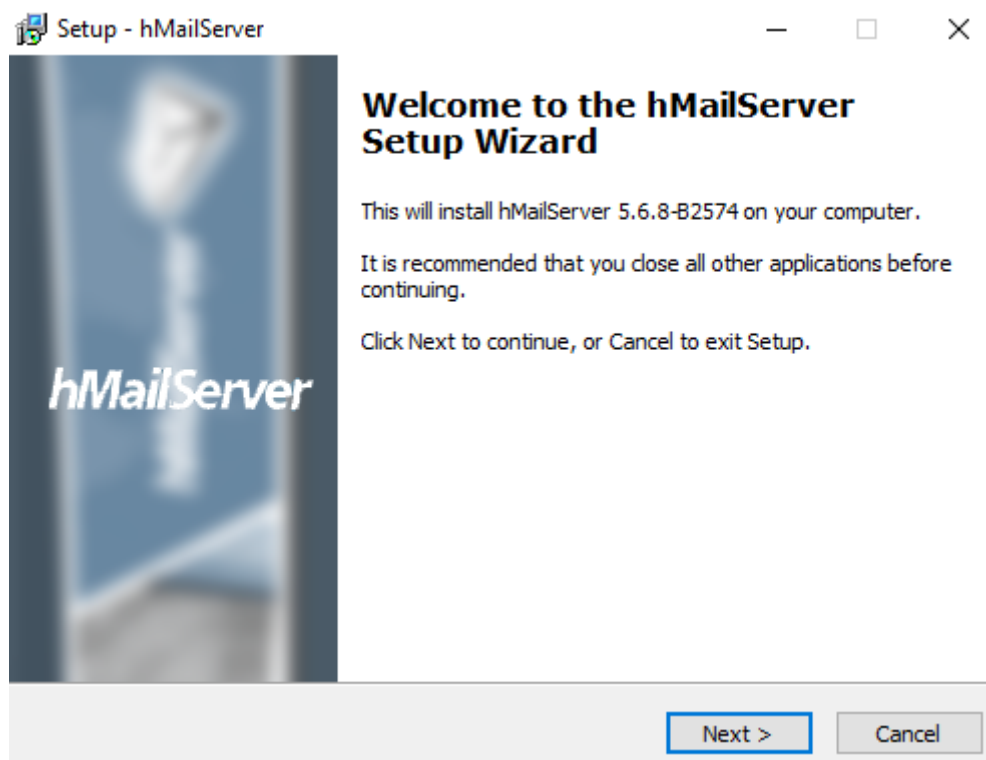 Setup - hMailServer
Welcome to the hMailServer
Setup Wizard
This will install hMailServer 5.6.8-B2574 on your computer.
It is recommended that you close all other applications before
continuing.
Click Next to continue, or Cancel to exit Setup.
hMailServer
Next >
Cancel